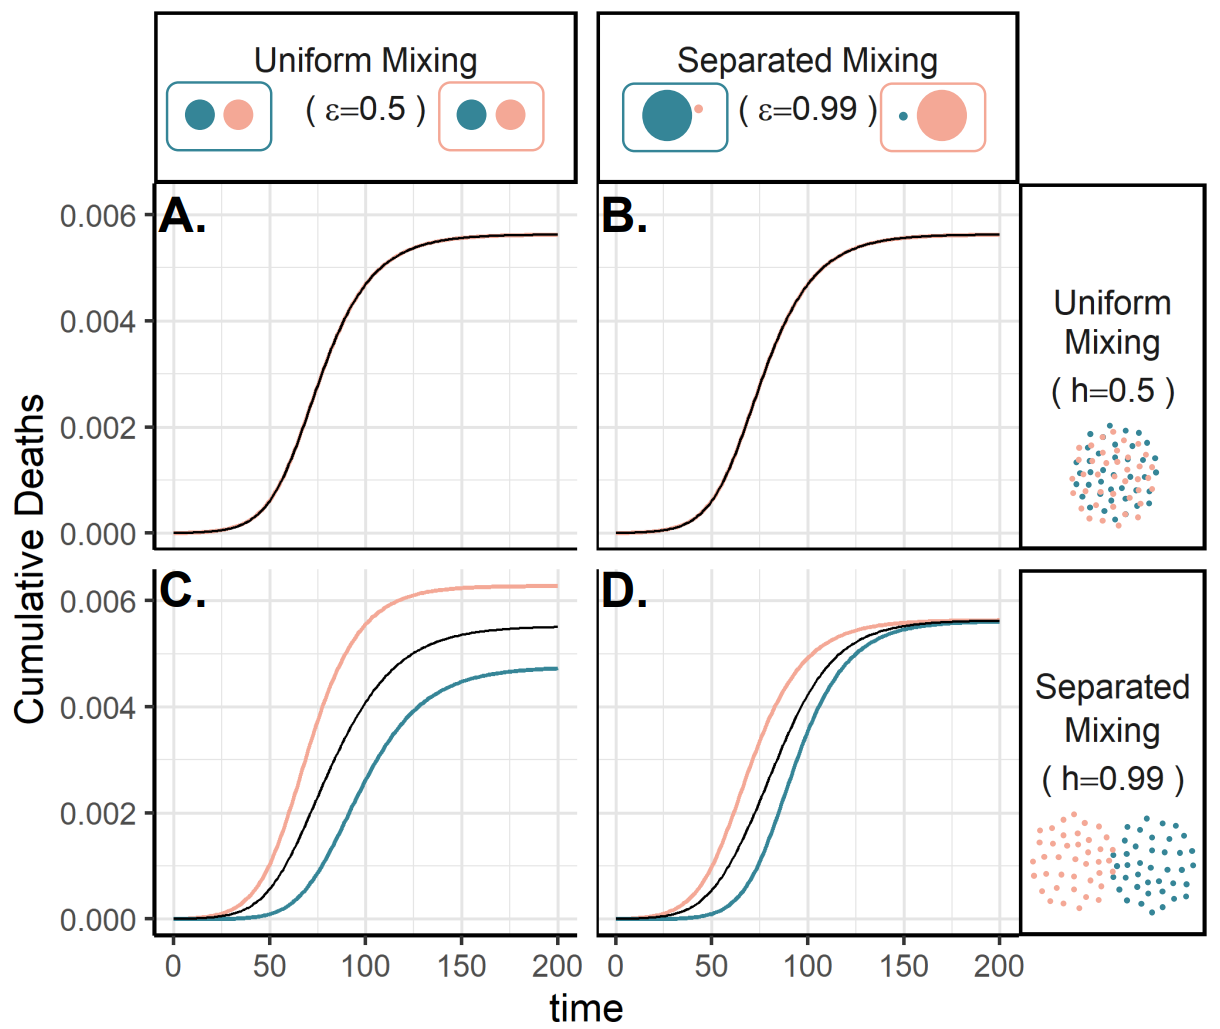 Uniform Mixing
( ε=0.5 )
Separated Mixing
( ε=0.99 )
A.
B.
C.
D.
0.006
0.004
0.002
0.000
0.006
0.004
0.002
0.000
Cumulative Deaths
0 50 100 150 200
0 50 100 150 200
time
Uniform
Mixing
( h=0.5 )
Separated
Mixing
( h=0.99 )